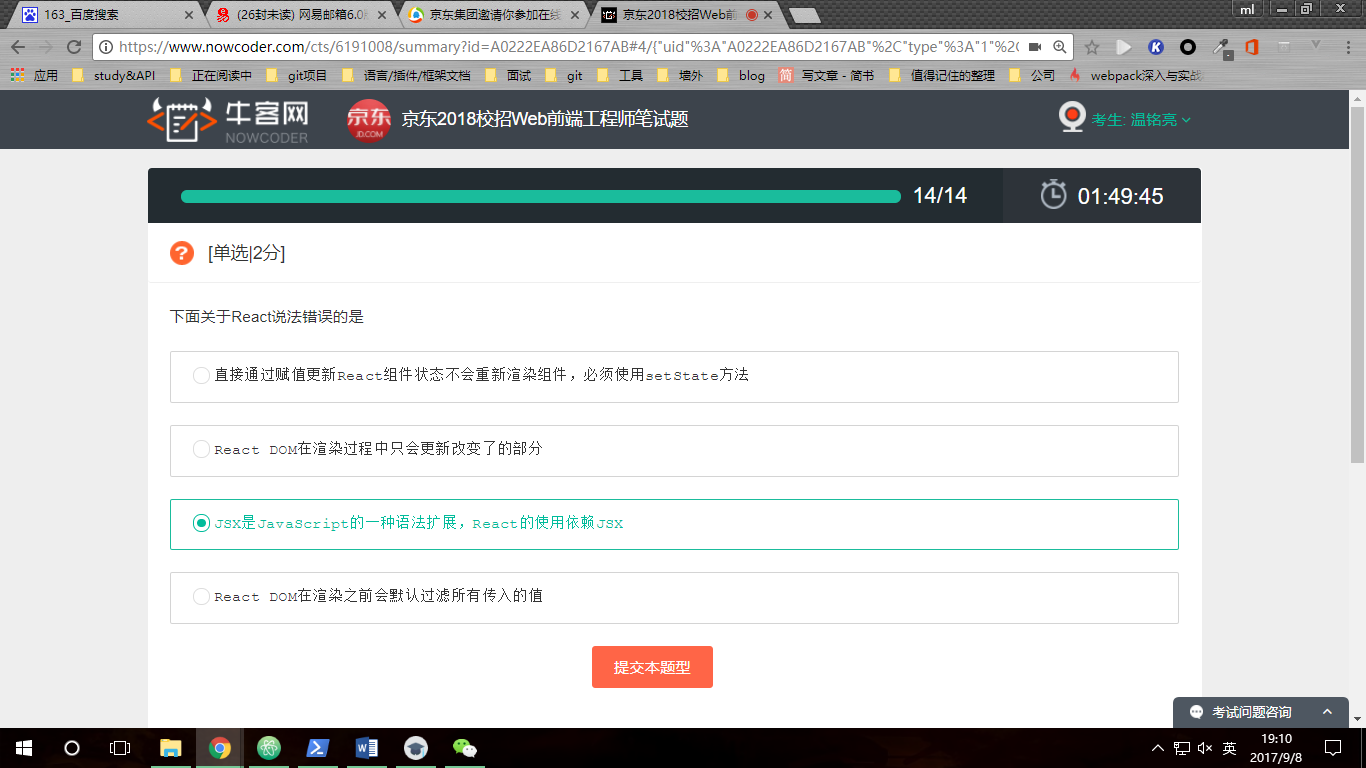 163_百度搜索
(26封未读) 网易邮箱6.0
京东集团邀请你参加在线
京东2018校招Web前
ml
https://www.nowcoder.com/cts/6191008/summary?id=A0222EA86D2167AB#4/{"uid"%3A"A0222EA86D2167AB"%2C"type"%3A"1"%2C
应用 study&API 正在阅读中 git项目 语言/插件/框架文档 面试 git 工具 墙外 blog 简 写文章 - 简书 值得记住的整理 公司 webpack深入与实战
牛客网
NOWCODER
京东
JD.COM
京东2018校招Web前端工程师笔试题
考生: 温铭亮
14/14
01:49:45
? [单选|2分]
下面关于React说法错误的是
直接通过赋值更新React组件状态不会重新渲染组件，必须使用setState方法
React DOM在渲染过程中只会更新改变了的部分
JSX是JavaScript的一种语法扩展，React的使用依赖JSX
React DOM在渲染之前会默认过滤所有传入的值
提交本题型
考试问题咨询
英
19:10
2017/9/8